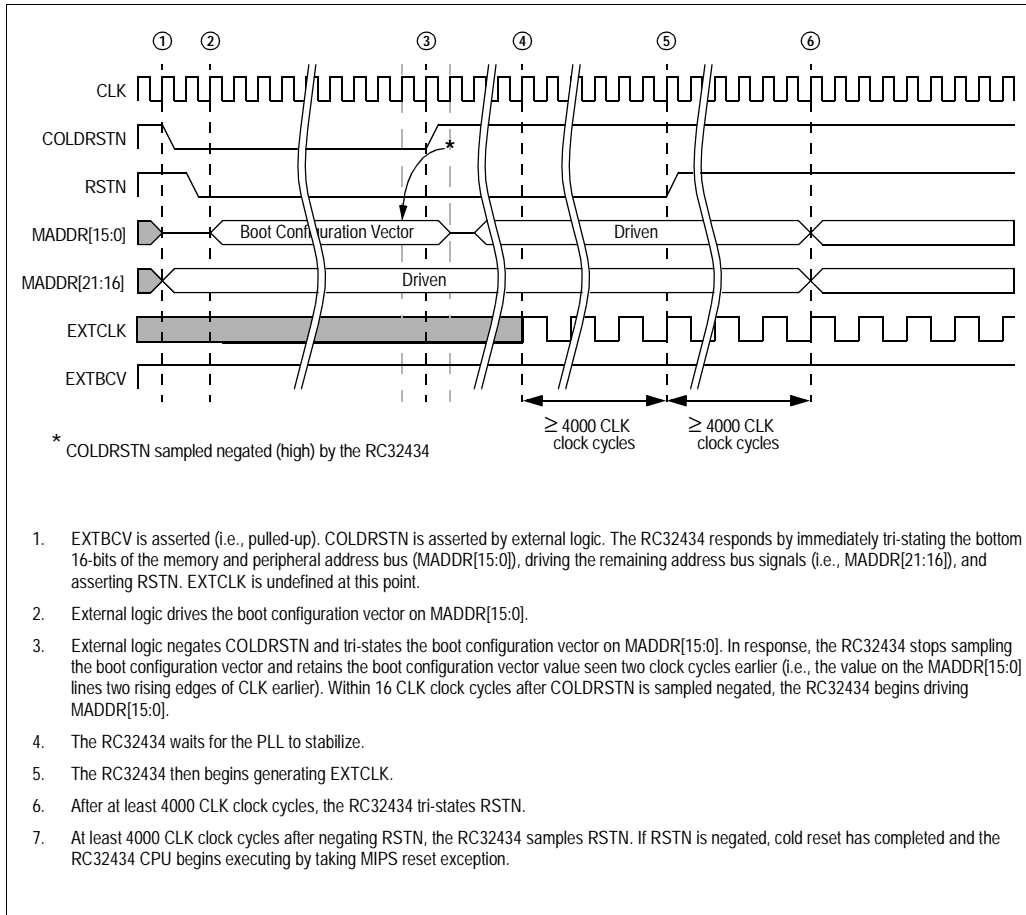 1 2 3 4 5 6
CLK
COLDRSTN
*
RSTN
MADDR[15:0] Boot Configuration Vector Driven
MADDR[21:16] Driven
EXTCLK
EXTBCV
≥ 4000 CLK
clock cycles
≥ 4000 CLK
clock cycles
* COLDRSTN sampled negated (high) by the RC32434
1. EXTBCV is asserted (i.e., pulled-up). COLDRSTN is asserted by external logic. The RC32434 responds by immediately tri-stating the bottom
16-bits of the memory and peripheral address bus (MADDR[15:0]), driving the remaining address bus signals (i.e., MADDR[21:16]), and
asserting RSTN. EXTCLK is undefined at this point.
2. External logic drives the boot configuration vector on MADDR[15:0].
3. External logic negates COLDRSTN and tri-states the boot configuration vector on MADDR[15:0]. In response, the RC32434 stops sampling
the boot configuration vector and retains the boot configuration vector value seen two clock cycles earlier (i.e., the value on the MADDR[15:0]
lines two rising edges of CLK earlier). Within 16 CLK clock cycles after COLDRSTN is sampled negated, the RC32434 begins driving
MADDR[15:0].
4. The RC32434 waits for the PLL to stabilize.
5. The RC32434 then begins generating EXTCLK.
6. After at least 4000 CLK clock cycles, the RC32434 tri-states RSTN.
7. At least 4000 CLK clock cycles after negating RSTN, the RC32434 samples RSTN. If RSTN is negated, cold reset has completed and the
RC32434 CPU begins executing by taking MIPS reset exception.